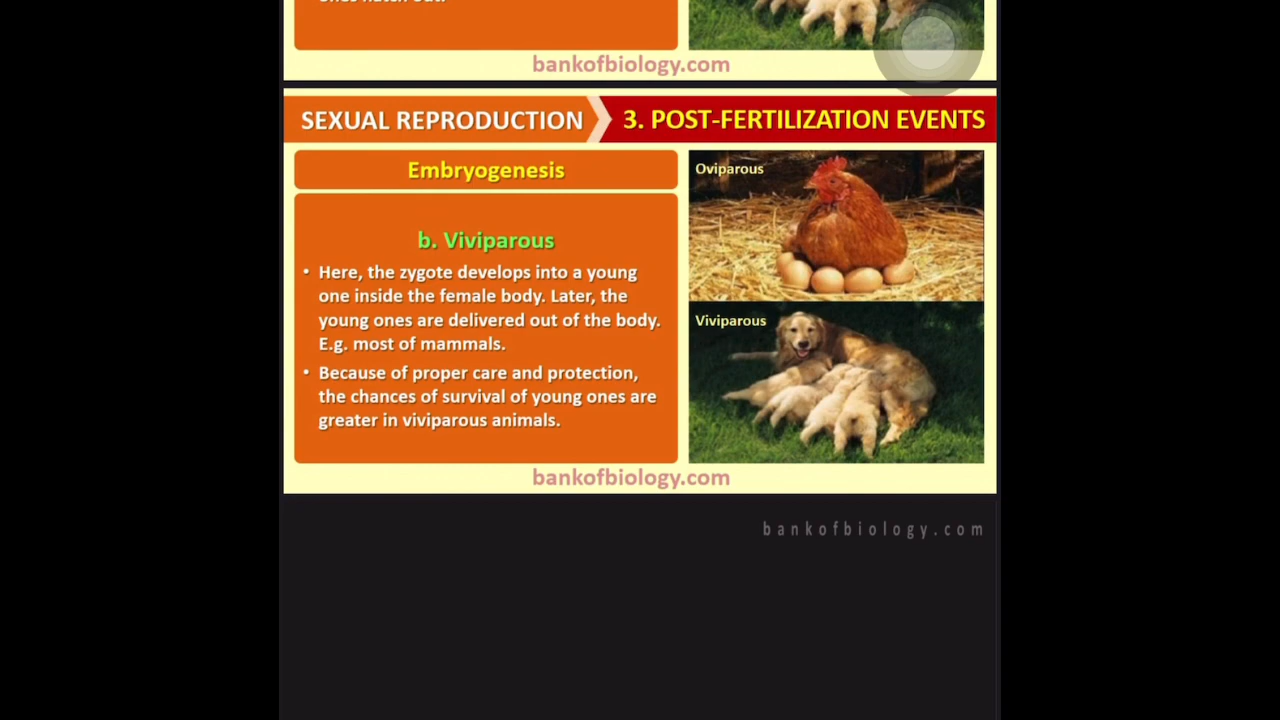 bankofbiology.com
SEXUAL REPRODUCTION
3. POST-FERTILIZATION EVENTS
Embryogenesis
b. Viviparous
• Here, the zygote develops into a young
one inside the female body. Later, the
young ones are delivered out of the body.
E.g. most of mammals.
• Because of proper care and protection,
the chances of survival of young ones are
greater in viviparous animals.
Oviparous
Viviparous
bankofbiology.com
bankofbiology.com